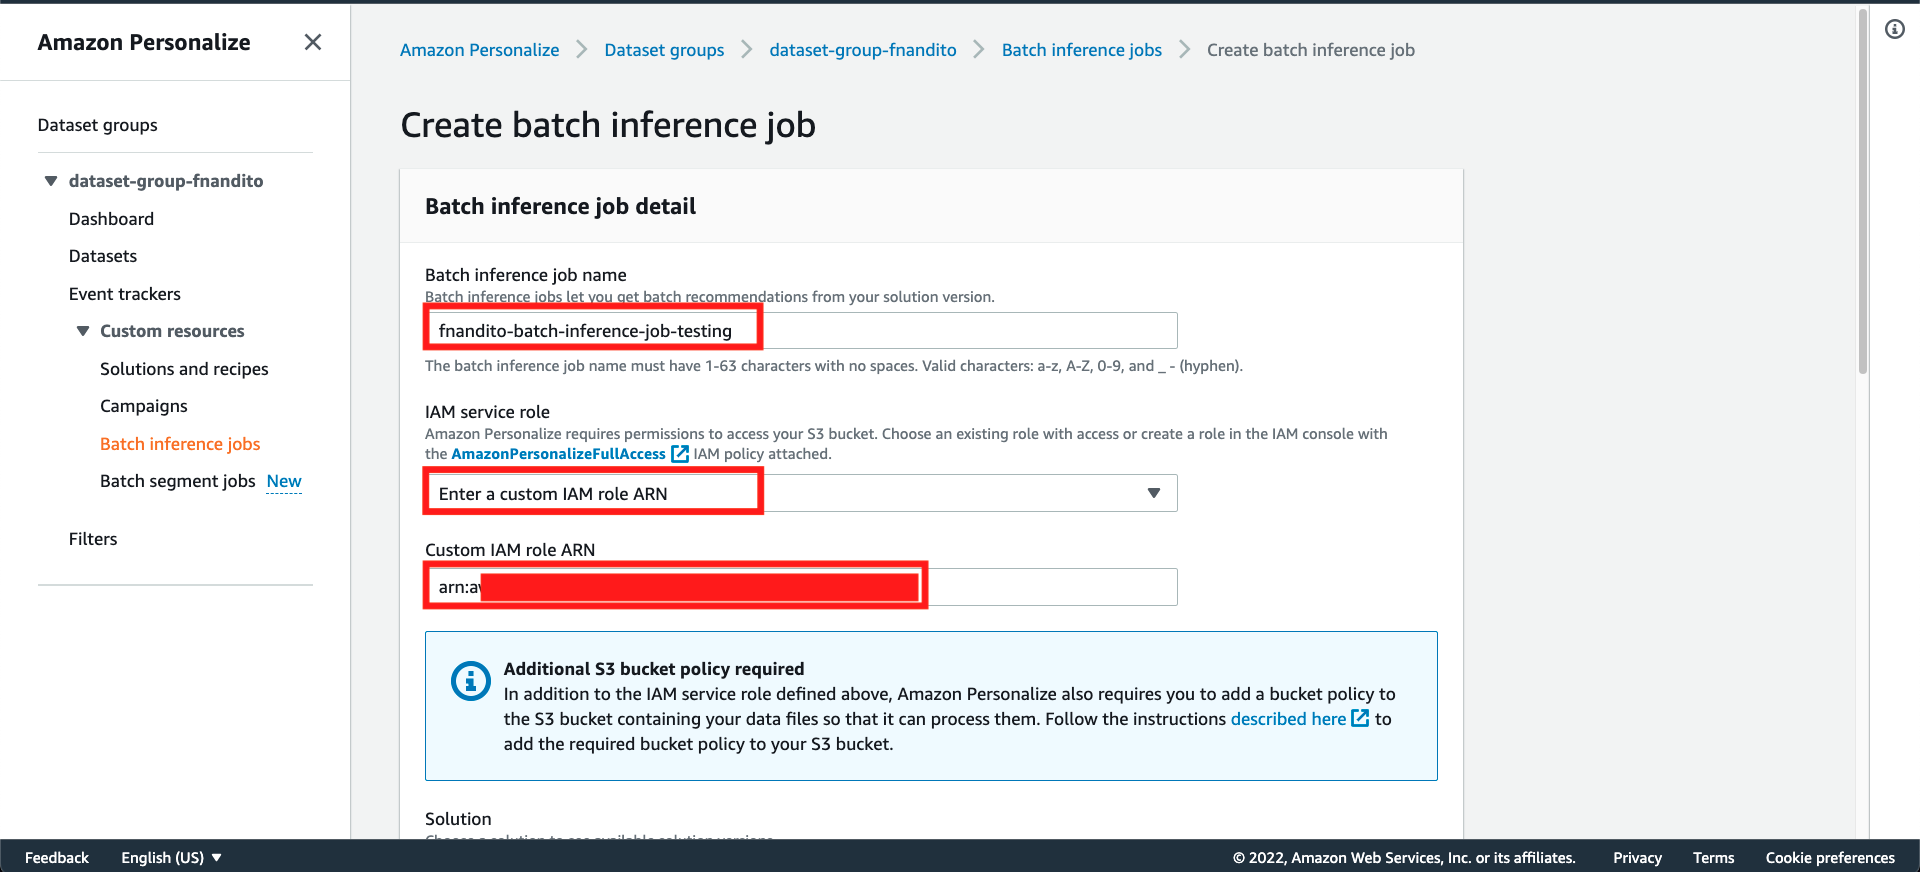 Amazon Personalize
Dataset groups
dataset-group-fnandito
Dashboard
Datasets
Event trackers
Custom resources
Solutions and recipes
Campaigns
Batch inference jobs
Batch segment jobs New
Filters
Amazon Personalize > Dataset groups > dataset-group-fnandito > Batch inference jobs > Create batch inference job
Create batch inference job
Batch inference job detail
Batch inference job name
Batch inference jobs let you get batch recommendations from your solution version.
fnandito-batch-inference-job-testing
The batch inference job name must have 1-63 characters with no spaces. Valid characters: a-z, A-Z, 0-9, and _ - (hyphen).
IAM service role
Amazon Personalize requires permissions to access your S3 bucket. Choose an existing role with access or create a role in the IAM console with
the AmazonPersonalizeFullAccess IAM policy attached.
Enter a custom IAM role ARN
Custom IAM role ARN
arn:a
Additional S3 bucket policy required
In addition to the IAM service role defined above, Amazon Personalize also requires you to add a bucket policy to
the S3 bucket containing your data files so that it can process them. Follow the instructions described here to
add the required bucket policy to your S3 bucket.
Solution
Choose a solution to see available solution versions.
Feedback English (US) © 2022, Amazon Web Services, Inc. or its affiliates. Privacy Terms Cookie preferences